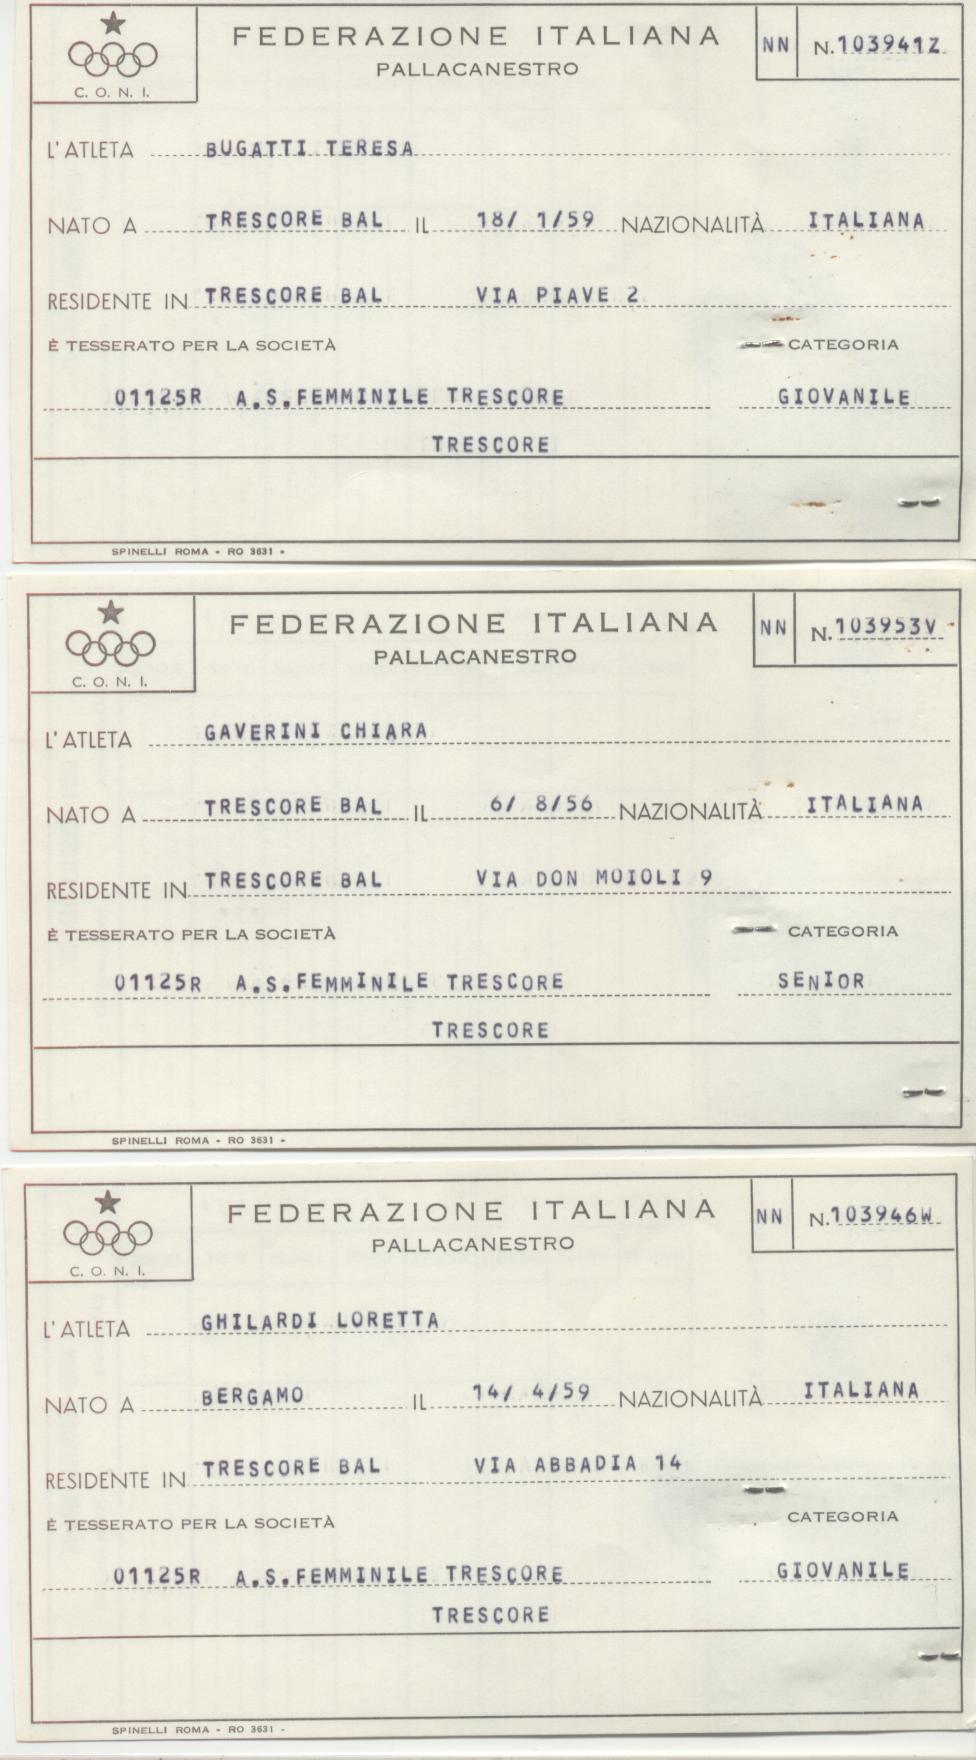 FEDERAZIONE ITALIANA NN N.103941Z
PALLACANESTRO
C. O. N. I.
L'ATLETA BUGATTI TERESA
NATO A TRESCORE BAL IL 18/ 1/59 NAZIONALITÀ ITALIANA
RESIDENTE IN TRESCORE BAL VIA PIAVE 2
È TESSERATO PER LA SOCIETÀ CATEGORIA
01125R A.S.FEMMINILE TRESCORE GIOVANILE
TRESCORE
SPINELLI ROMA - RO 3631 -
FEDERAZIONE ITALIANA NN N.103953V
PALLACANESTRO
C. O. N. I.
L'ATLETA GAVERINI CHIARA
NATO A TRESCORE BAL IL 6/ 8/56 NAZIONALITÀ ITALIANA
RESIDENTE IN TRESCORE BAL VIA DON MOIOLI 9
È TESSERATO PER LA SOCIETÀ CATEGORIA
01125R A.S.FEMMINILE TRESCORE SENIOR
TRESCORE
SPINELLI ROMA - RO 3631 -
FEDERAZIONE ITALIANA NN N.103946W
PALLACANESTRO
C. O. N. I.
L'ATLETA GHILARDI LORETTA
NATO A BERGAMO IL 14/ 4/59 NAZIONALITÀ ITALIANA
RESIDENTE IN TRESCORE BAL VIA ABBADIA 14
È TESSERATO PER LA SOCIETÀ CATEGORIA
01125R A.S.FEMMINILE TRESCORE GIOVANILE
TRESCORE
SPINELLI ROMA - RO 3631 -